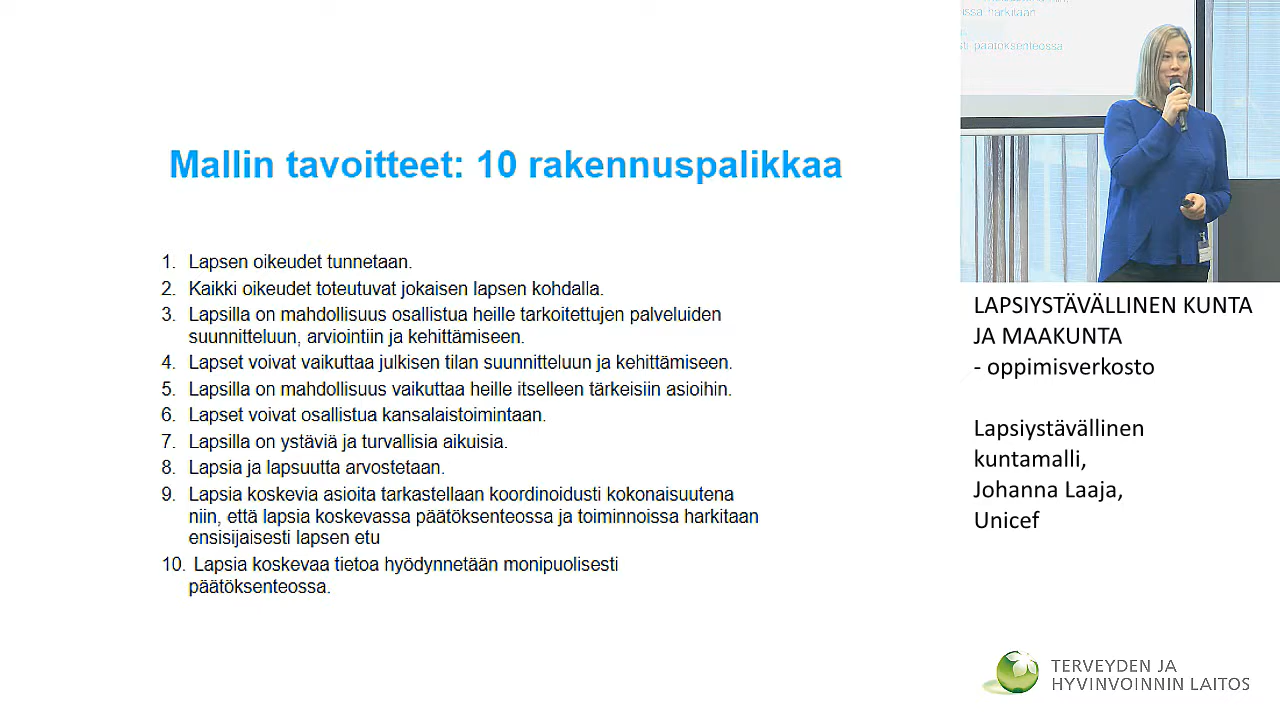 Mallin tavoitteet: 10 rakennuspalikkaa
1. Lapsen oikeudet tunnetaan.
2. Kaikki oikeudet toteutuvat jokaisen lapsen kohdalla.
3. Lapsilla on mahdollisuus osallistua heille tarkoitettujen palveluiden
suunnitteluun, arviointiin ja kehittämiseen.
4. Lapset voivat vaikuttaa julkisen tilan suunnitteluun ja kehittämiseen.
5. Lapsilla on mahdollisuus vaikuttaa heille itselleen tärkeisiin asioihin.
6. Lapset voivat osallistua kansalaistoimintaan.
7. Lapsilla on ystäviä ja turvallisia aikuisia.
8. Lapsia ja lapsuutta arvostetaan.
9. Lapsia koskevia asioita tarkastellaan koordinoidusti kokonaisuutena
niin, että lapsia koskevassa päätöksenteossa ja toiminnoissa harkitaan
ensisijaisesti lapsen etu
10. Lapsia koskevaa tietoa hyödynnetään monipuolisesti
päätöksenteossa.
harkitaan
päätöksenteossa
LAPSIYSTÄVÄLLINEN KUNTA
JA MAAKUNTA
- oppimisverkosto
Lapsiystävällinen
kuntamalli,
Johanna Laaja,
Unicef
TERVEYDEN JA
HYVINVOINNIN LAITOS